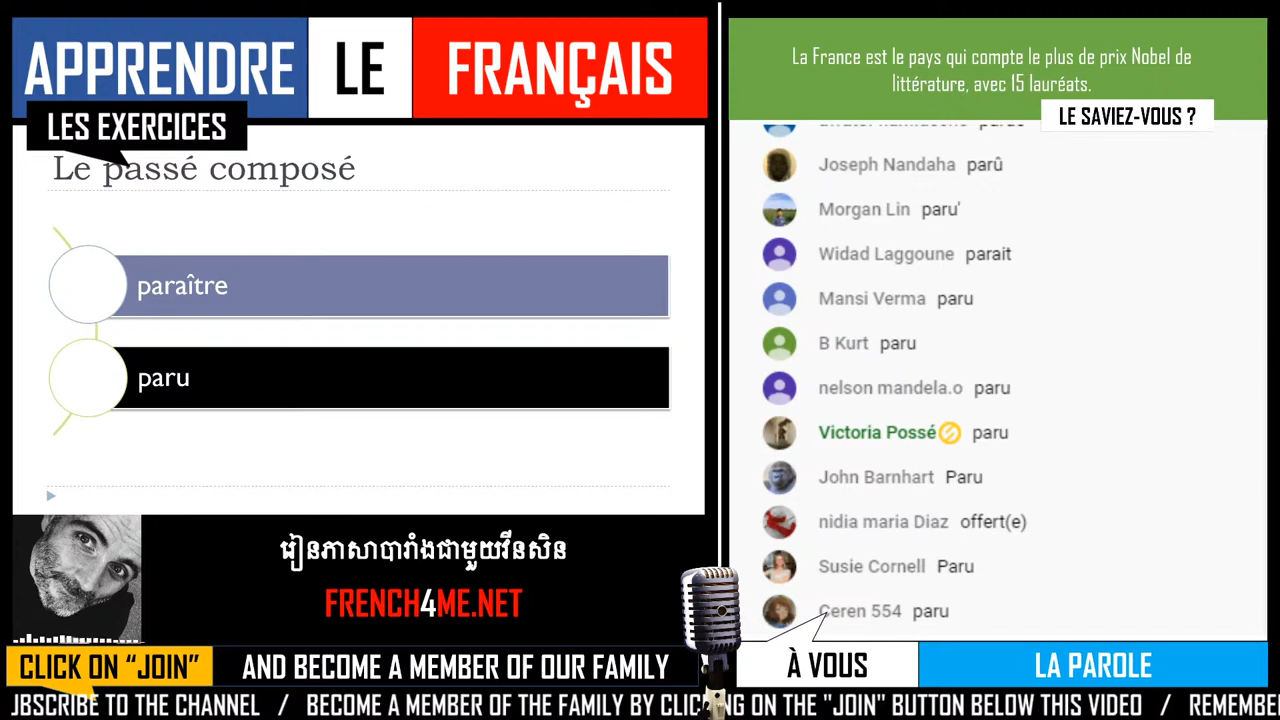 APPRENDRE LE FRANÇAIS
LES EXERCICES
Le passé composé
paraître
paru
រៀនភាសាបារាំងជាមួយវីនសិន
FRENCH4ME.NET
CLICK ON “JOIN” AND BECOME A MEMBER OF OUR FAMILY
La France est le pays qui compte le plus de prix Nobel de
littérature, avec 15 lauréats.
LE SAVIEZ-VOUS ?
Joseph Nandaha parû
Morgan Lin paru'
Widad Laggoune parait
Mansi Verma paru
B Kurt paru
nelson mandela.o paru
Victoria Possé paru
John Barnhart Paru
nidia maria Diaz offert(e)
Susie Cornell Paru
Ceren 554 paru
À VOUS LA PAROLE
JBSCRIBE TO THE CHANNEL / BECOME A MEMBER OF THE FAMILY BY CLICKING ON THE "JOIN" BUTTON BELOW THIS VIDEO / REMEMBE